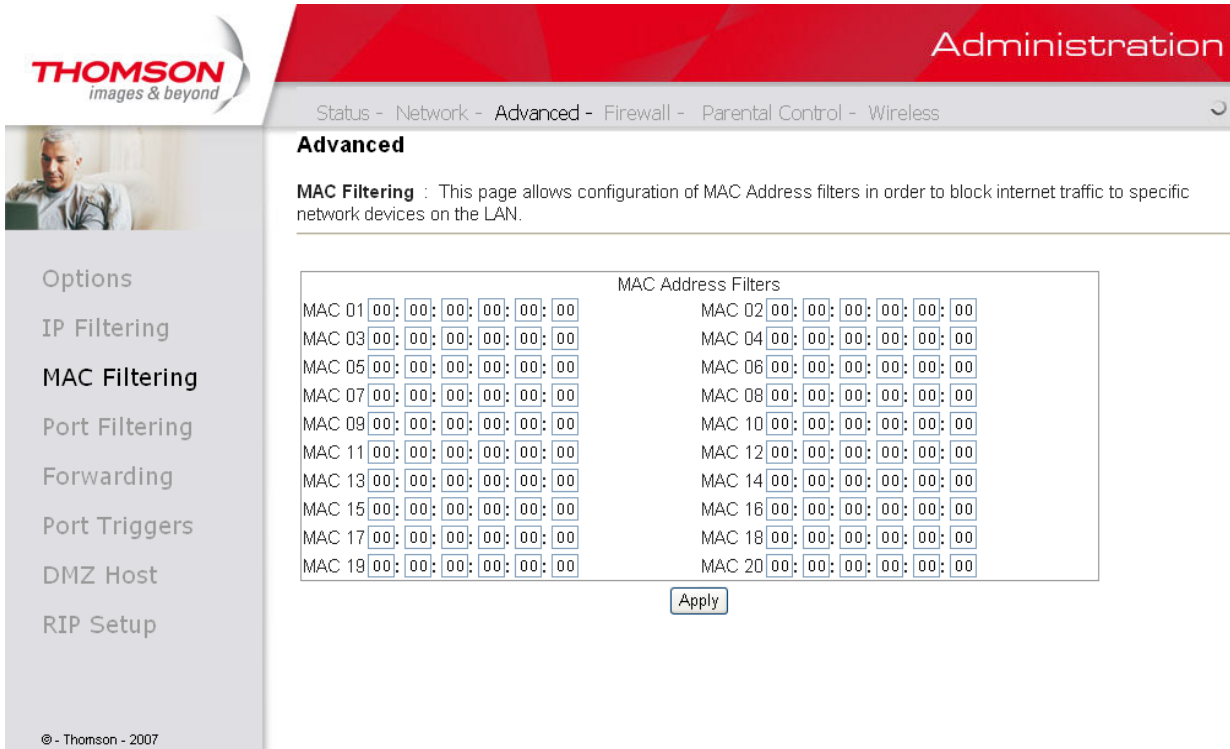 THOMSON
images & beyond
Administration
Status - Network - Advanced - Firewall - Parental Control - Wireless
Advanced
MAC Filtering : This page allows configuration of MAC Address filters in order to block internet traffic to specific
network devices on the LAN.
Options
IP Filtering
MAC Filtering
Port Filtering
Forwarding
Port Triggers
DMZ Host
RIP Setup
MAC Address Filters
MAC 01 00: 00: 00: 00: 00: 00 MAC 02 00: 00: 00: 00: 00: 00
MAC 03 00: 00: 00: 00: 00: 00 MAC 04 00: 00: 00: 00: 00: 00
MAC 05 00: 00: 00: 00: 00: 00 MAC 06 00: 00: 00: 00: 00: 00
MAC 07 00: 00: 00: 00: 00: 00 MAC 08 00: 00: 00: 00: 00: 00
MAC 09 00: 00: 00: 00: 00: 00 MAC 10 00: 00: 00: 00: 00: 00
MAC 11 00: 00: 00: 00: 00: 00 MAC 12 00: 00: 00: 00: 00: 00
MAC 13 00: 00: 00: 00: 00: 00 MAC 14 00: 00: 00: 00: 00: 00
MAC 15 00: 00: 00: 00: 00: 00 MAC 16 00: 00: 00: 00: 00: 00
MAC 17 00: 00: 00: 00: 00: 00 MAC 18 00: 00: 00: 00: 00: 00
MAC 19 00: 00: 00: 00: 00: 00 MAC 20 00: 00: 00: 00: 00: 00
Apply
© - Thomson - 2007